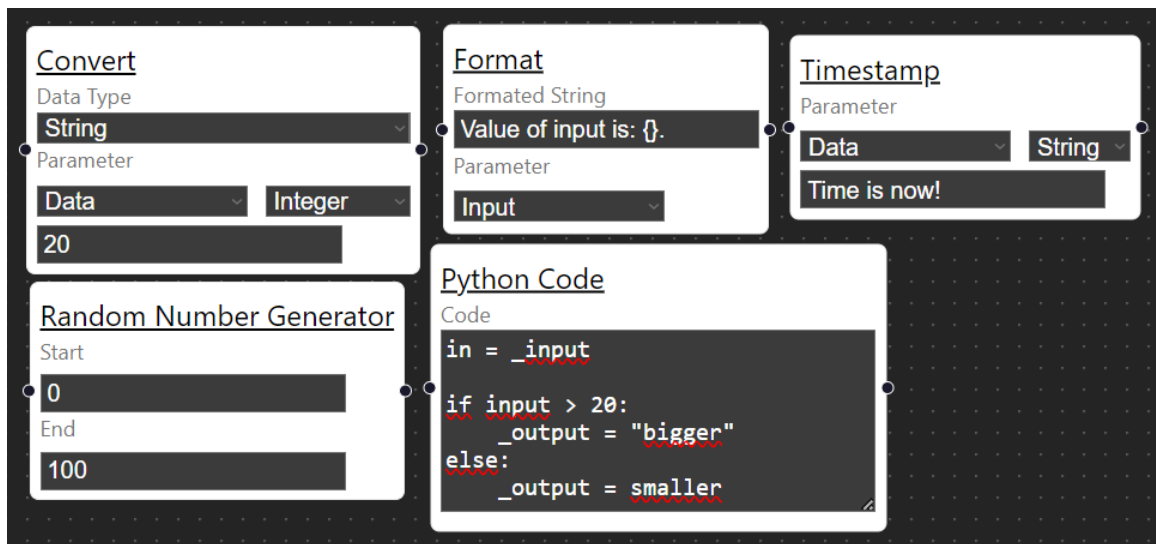 Convert
Data Type
String
Parameter
Data Integer
20
Format
Formated String
Value of input is: {}.
Parameter
Input
Timestamp
Parameter
Data String
Time is now!
Random Number Generator
Start
0
End
100
Python Code
Code
in = _input
if input > 20:
    _output = "bigger"
else:
    _output = smaller